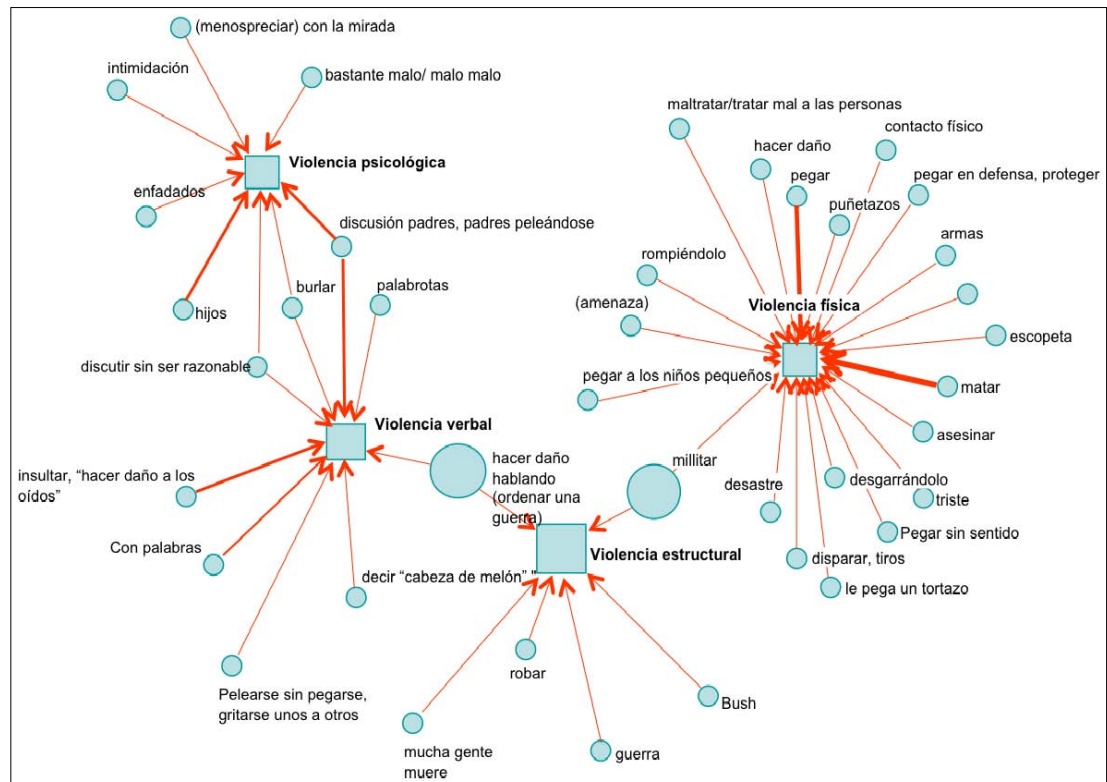 (menospreciar) con la mirada
intimidación
bastante malo/ malo malo
Violencia psicológica
enfadados
discusión padres, padres peleándose
hijos
burlar
palabrotas
discutir sin ser razonable
Violencia verbal
insultar, “hacer daño a los
oídos”
Con palabras
hacer daño
hablando
(ordenar una
guerra)
decir “cabeza de melón” "
Pelearse sin pegarse,
gritarse unos a otros
maltratar/tratar mal a las personas
contacto físico
hacer daño
pegar
pegar en defensa, proteger
puñetazos
armas
rompiéndolo
(amenaza)
Violencia física
escopeta
pegar a los niños pequeños
matar
asesinar
millitar
desastre
desgarrándolo
triste
Pegar sin sentido
disparar, tiros
le pega un tortazo
Violencia estructural
robar
Bush
mucha gente
muere
guerra